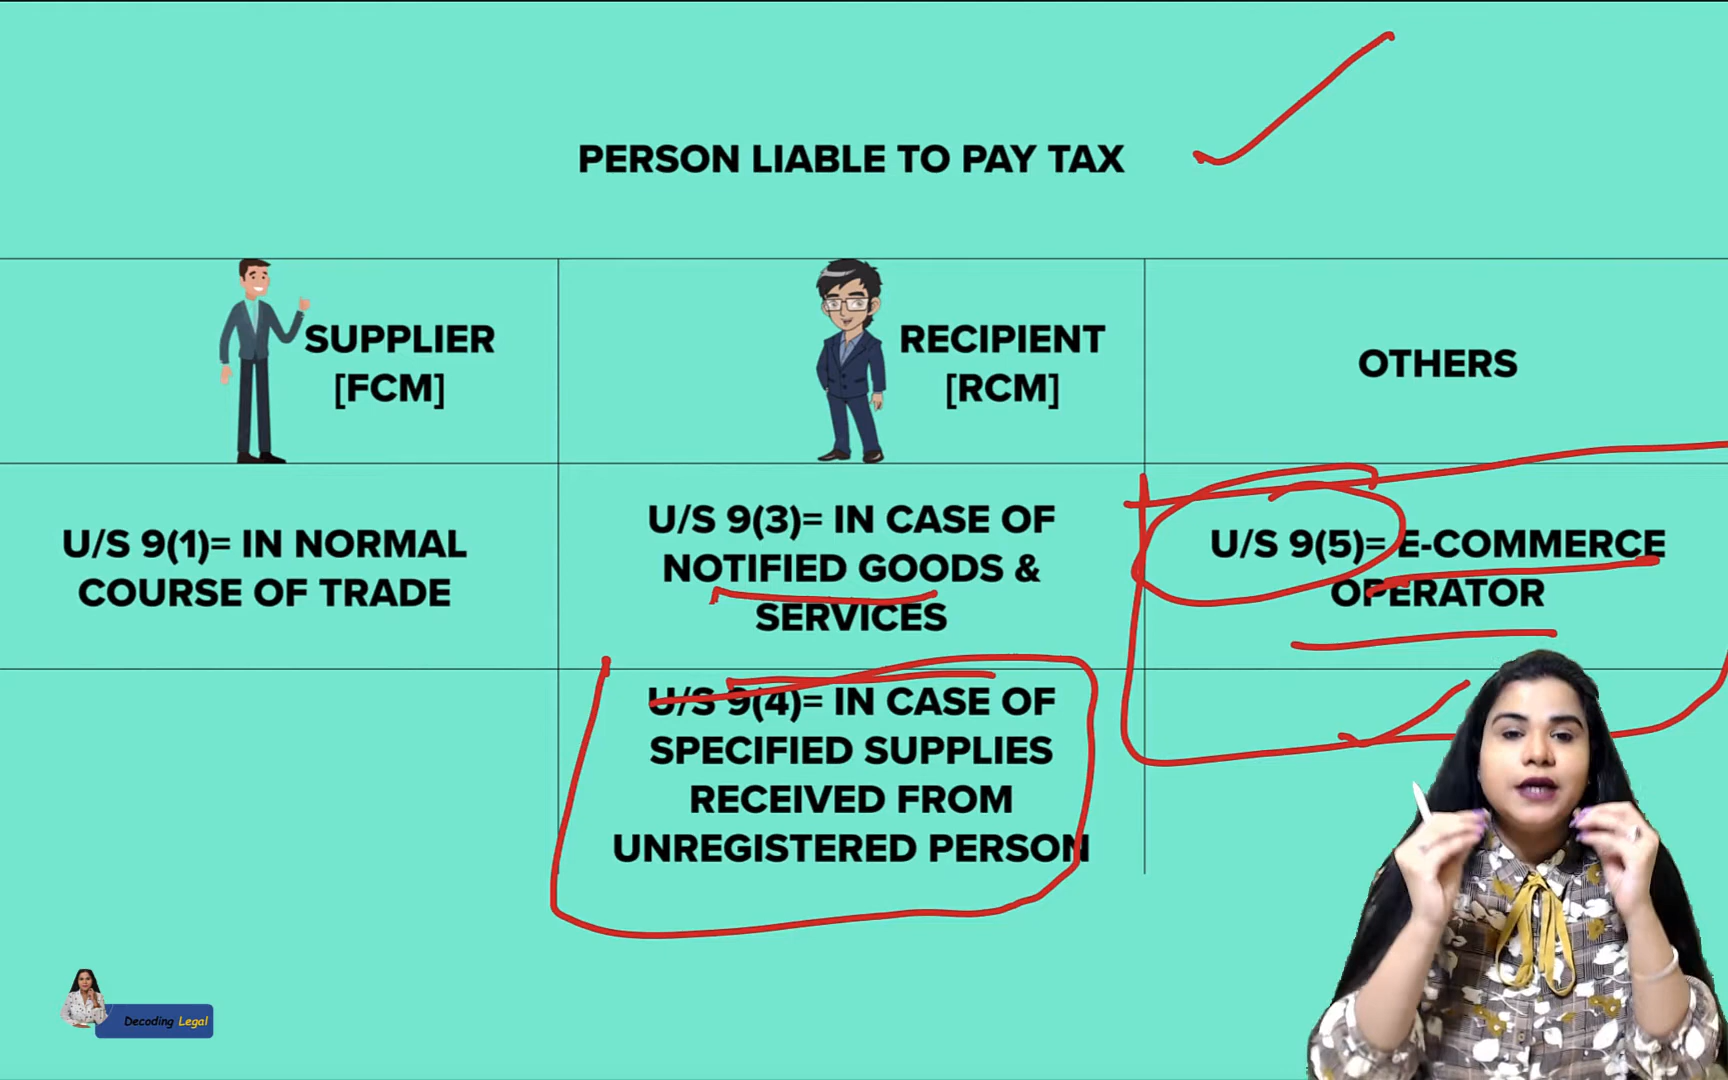 PERSON LIABLE TO PAY TAX
SUPPLIER
[FCM]
RECIPIENT
[RCM]
OTHERS
U/S 9(1)= IN NORMAL
COURSE OF TRADE
U/S 9(3)= IN CASE OF
NOTIFIED GOODS &
SERVICES
U/S 9(5)= E-COMMERCE
OPERATOR
U/S 9(4)= IN CASE OF
SPECIFIED SUPPLIES
RECEIVED FROM
UNREGISTERED PERSON
Decoding Legal